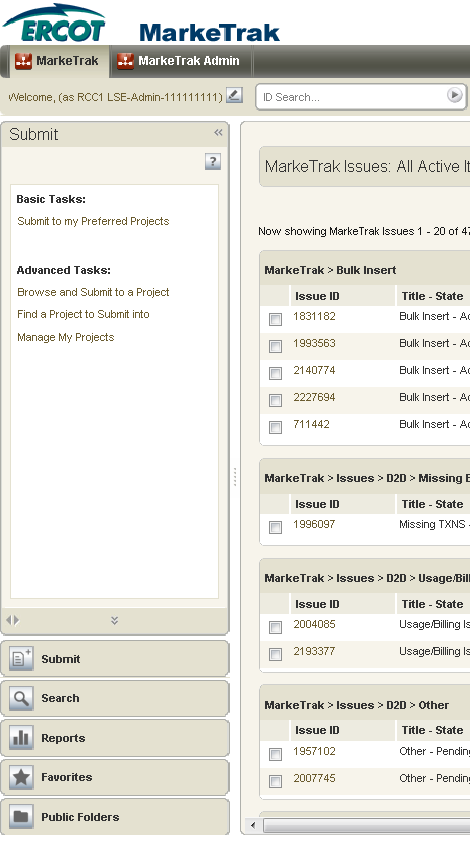 ERCOT
MarkeTrak
MarkeTrak
MarkeTrak Admin
Welcome, (as RCC1 LSE-Admin-111111111)
ID Search...
Submit
«
?
Basic Tasks:
Submit to my Preferred Projects
Advanced Tasks:
Browse and Submit to a Project
Find a Project to Submit into
Manage My Projects
Submit
Search
Reports
Favorites
Public Folders
MarkeTrak Issues: All Active It
Now showing MarkeTrak Issues 1 - 20 of 47
MarkeTrak > Bulk Insert
Issue ID Title - State
1831182 Bulk Insert - Ac
1993563 Bulk Insert - Ac
2140774 Bulk Insert - Ac
2227694 Bulk Insert - Ac
711442 Bulk Insert - Ac
MarkeTrak > Issues > D2D > Missing E
Issue ID Title - State
1996097 Missing TXNS -
MarkeTrak > Issues > D2D > Usage/Bill
Issue ID Title - State
2004085 Usage/Billing Is
2193377 Usage/Billing Is
MarkeTrak > Issues > D2D > Other
Issue ID Title - State
1957102 Other - Pending
2007745 Other - Pending